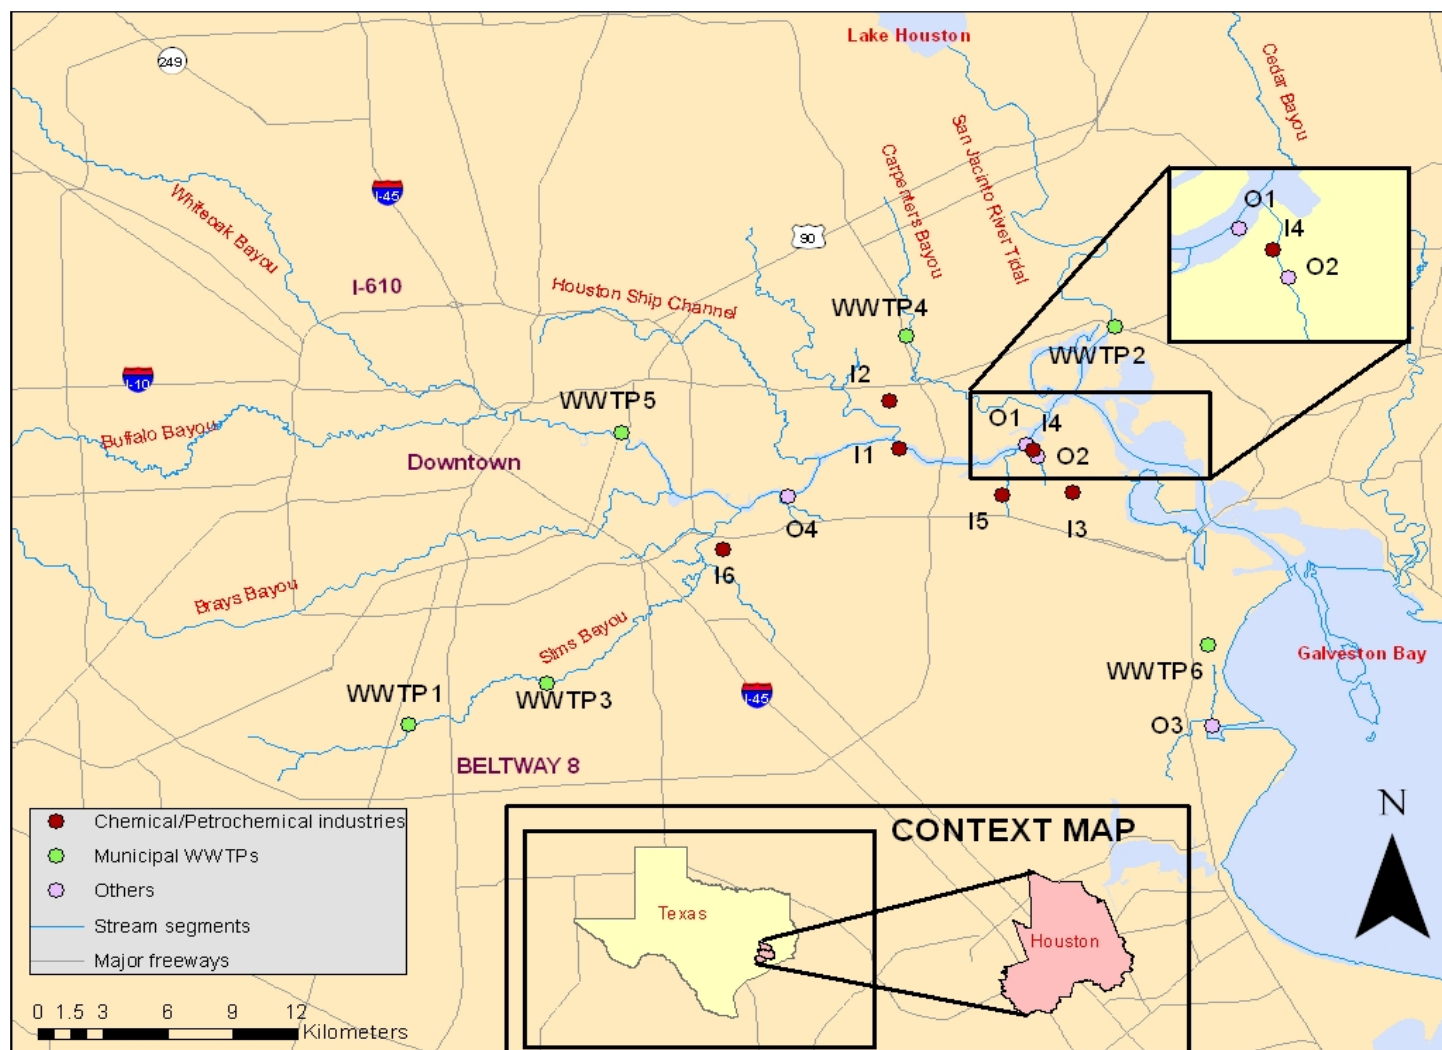 Lake Houston
249
Cedar Bayou
San Jacinto River Tidal
Carpenters Bayou
Whiteoak Bayou
I-45
90
O1
I4
O2
I-610
Houston Ship Channel
WWTP4
WWTP2
I-10
I2
WWTP5
O1
I4
Buffalo Bayou
Downtown
I1
O2
I5
I3
O4
I6
Brays Bayou
Sims Bayou
Galveston Bay
WWTP6
WWTP1
WWTP3
I-45
O3
BELTWAY 8
N
Chemical/Petrochemical industries
Municipal WWTPs
Others
Stream segments
Major freeways
CONTEXT MAP
Texas
Houston
0 1.5 3 6 9 12
Kilometers